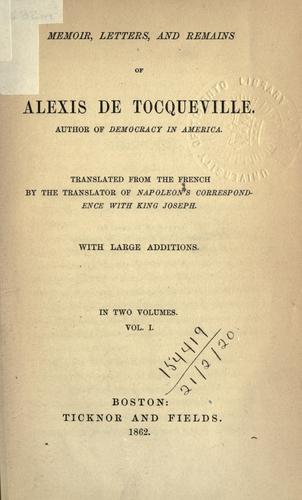 MEMOIR, LETTERS, AND REMAINS
OF
ALEXIS DE TOCQUEVILLE.
AUTHOR OF DEMOCRACY IN AMERICA.
TRANSLATED FROM THE FRENCH
BY THE TRANSLATOR OF NAPOLEON'S CORRESPOND-
ENCE WITH KING JOSEPH.
WITH LARGE ADDITIONS.
IN TWO VOLUMES.
VOL. I.
154419
21/2/20
BOSTON:
TICKNOR AND FIELDS.
1862.